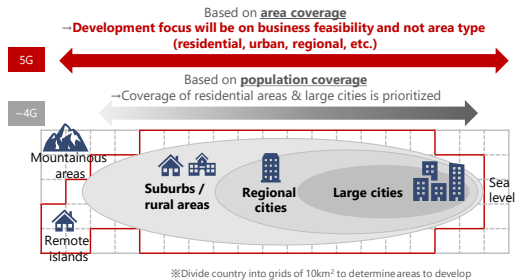 Based on area coverage
→Development focus will be on business feasibility and not area type
(residential, urban, regional, etc.)
5G
Based on population coverage
→Coverage of residential areas & large cities is prioritized
~4G
Mountainous
areas
Suburbs /
rural areas
Regional
cities
Large cities
Sea
level
Remote
islands
※Divide country into grids of 10km² to determine areas to develop